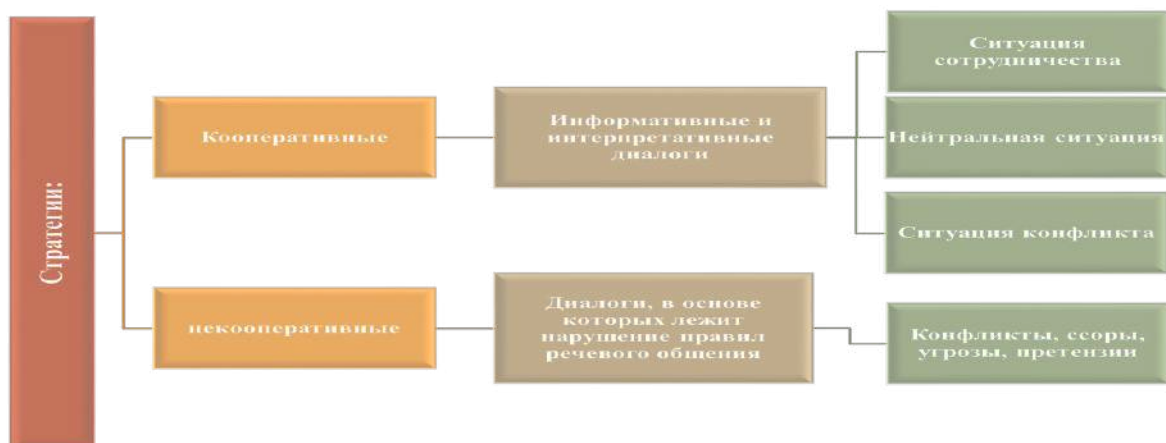 Стратегии:
Кооперативные
Информативные и
интерпретативные
диалоги
Ситуация
сотрудничества
Нейтральная ситуация
Ситуация конфликта
некооперативные
Диалоги, в основе
которых лежит
нарушение правил
речевого общения
Конфликты, ссоры,
угрозы, претензии